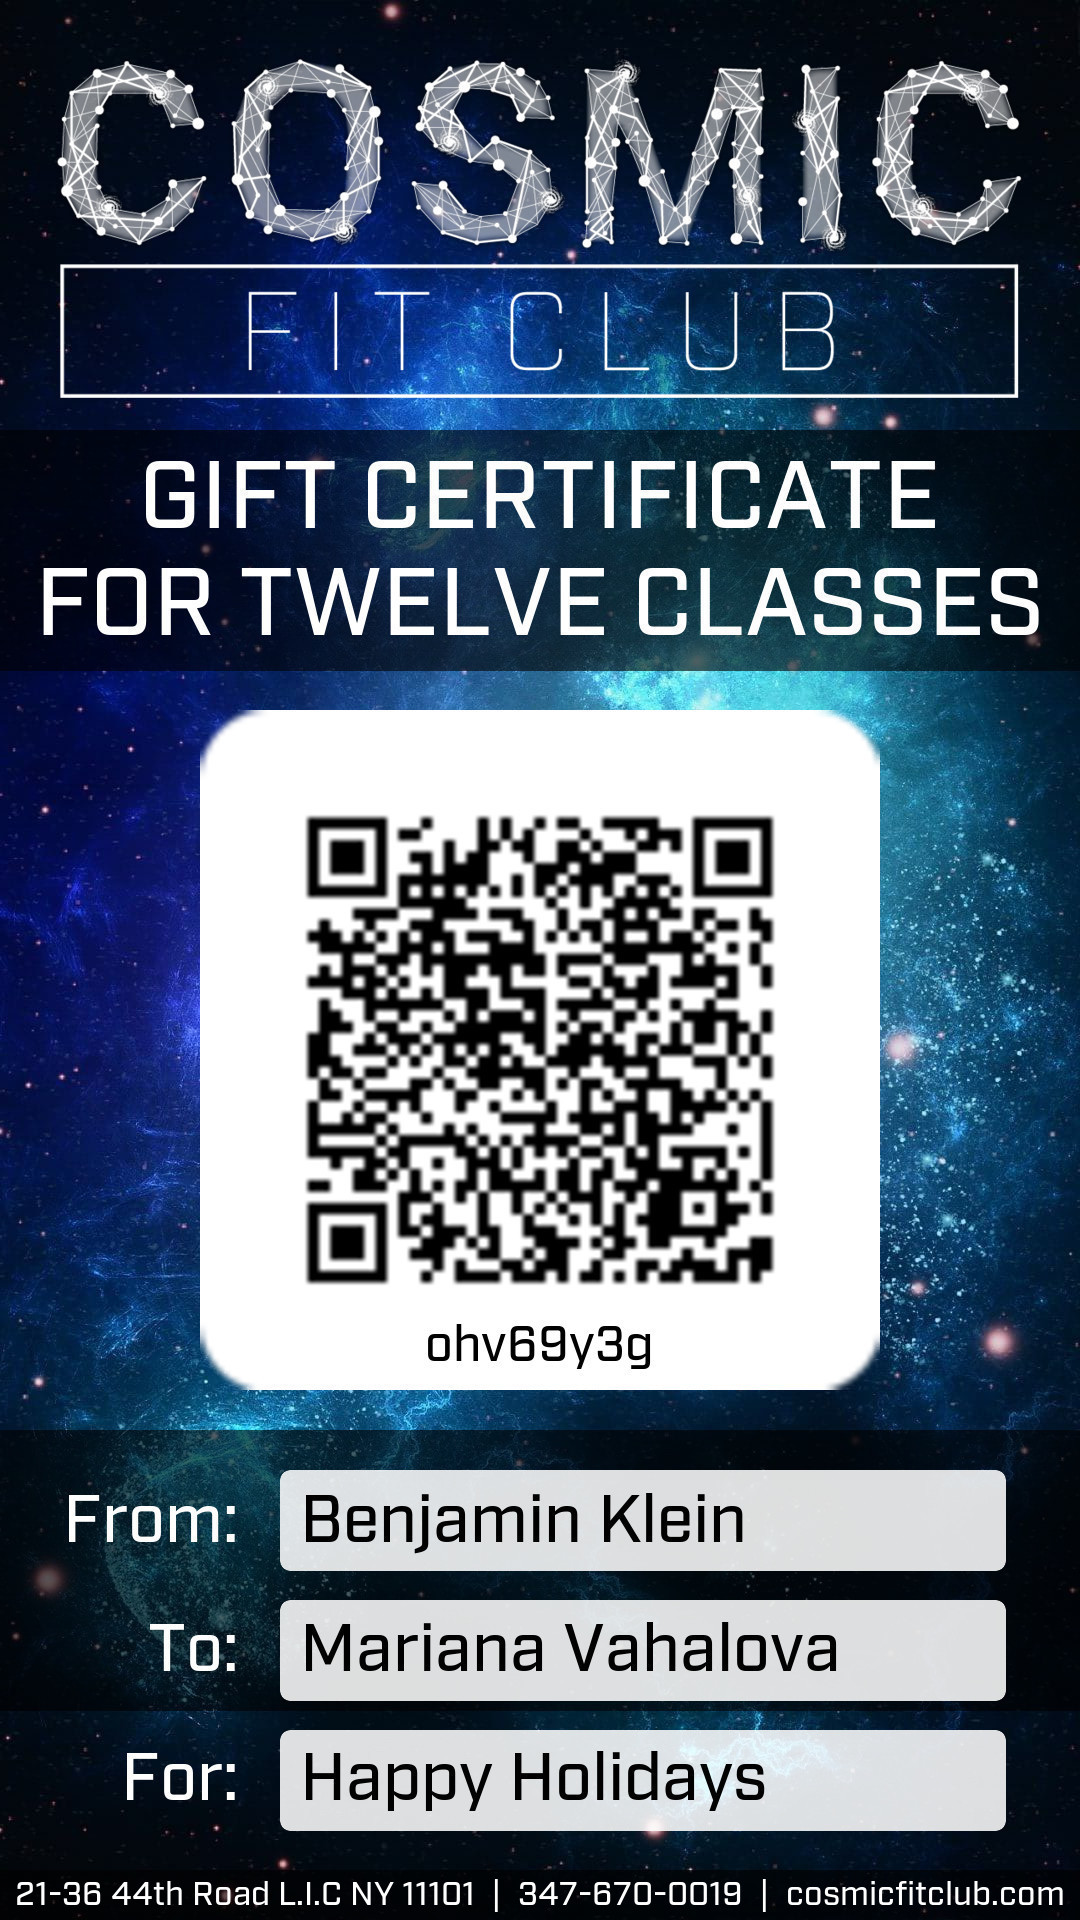 COSMIC
FIT CLUB
GIFT CERTIFICATE
FOR TWELVE CLASSES
ohv69y3g
From: Benjamin Klein
To: Mariana Vahalova
For: Happy Holidays
21-36 44th Road L.I.C NY 11101 | 347-670-0019 | cosmicfitclub.com